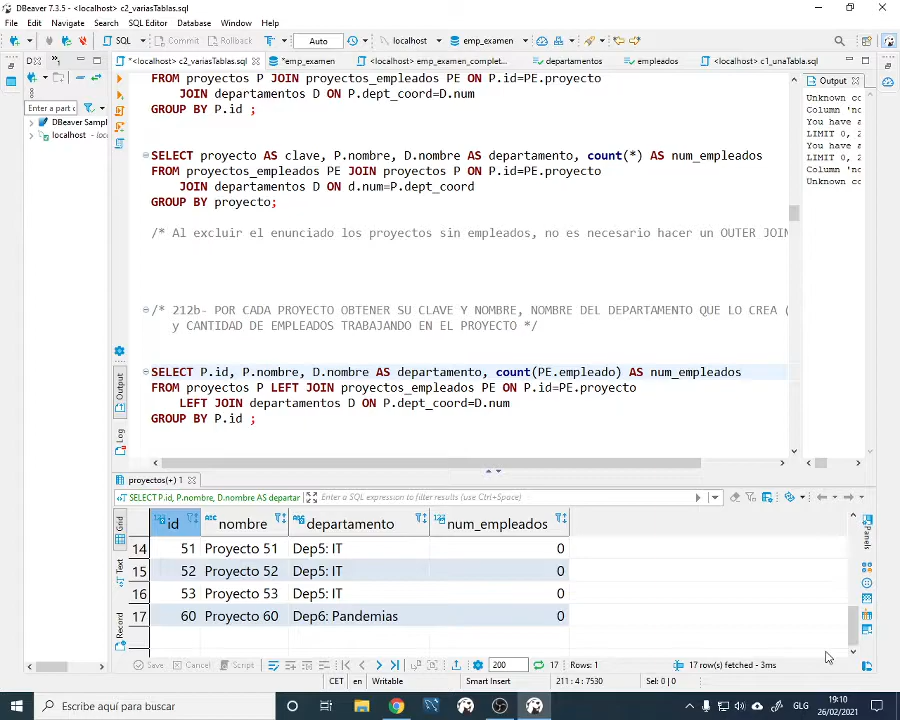 DBeaver 7.3.5 - <localhost> c2_variasTablas.sql
File Edit Navigate Search SQL Editor Database Window Help
SQL Commit Rollback T Auto localhost emp_examen
D »₁ *<localhost> c2_variasTablas.sql *emp_examen <localhost> emp_examen_complet... departamentos empleados <localhost> c1_unaTabla.sql
Enter a part c
DBeaver Sampl
localhost - loc
FROM proyectos P JOIN proyectos_empleados PE ON P.id=PE.proyecto
JOIN departamentos D ON P.dept_coord=D.num
GROUP BY P.id ;
SELECT proyecto AS clave, P.nombre, D.nombre AS departamento, count(*) AS num_empleados
FROM proyectos_empleados PE JOIN proyectos P ON P.id=PE.proyecto
JOIN departamentos D ON d.num=P.dept_coord
GROUP BY proyecto;
/* Al excluir el enunciado los proyectos sin empleados, no es necesario hacer un OUTER JOIN
/* 212b- POR CADA PROYECTO OBTENER SU CLAVE Y NOMBRE, NOMBRE DEL DEPARTAMENTO QUE LO CREA (
y CANTIDAD DE EMPLEADOS TRABAJANDO EN EL PROYECTO */
SELECT P.id, P.nombre, D.nombre AS departamento, count(PE.empleado) AS num_empleados
FROM proyectos P LEFT JOIN proyectos_empleados PE ON P.id=PE.proyecto
LEFT JOIN departamentos D ON P.dept_coord=D.num
GROUP BY P.id ;
Output
Log
Output
Unknown cc
Column 'nc
You have a
LIMIT 0, 2
You have a
LIMIT 0, 2
Column 'nc
Unknown cc
proyectos(+) 1
SELECT P.id, P.nombre, D.nombre AS departar Enter a SQL expression to filter results (use Ctrl+Space)
Grid
Text
Record
id nombre departamento num_empleados
14 51 Proyecto 51 Dep5: IT 0
15 52 Proyecto 52 Dep5: IT 0
16 53 Proyecto 53 Dep5: IT 0
17 60 Proyecto 60 Dep6: Pandemias 0
Panels
Save Cancel Script 200 17 Rows: 1 17 row(s) fetched - 3ms
CET en Writable Smart Insert 211 : 4 : 7530 Sel: 0 | 0
Escribe aquí para buscar
GLG
19:10
26/02/2021